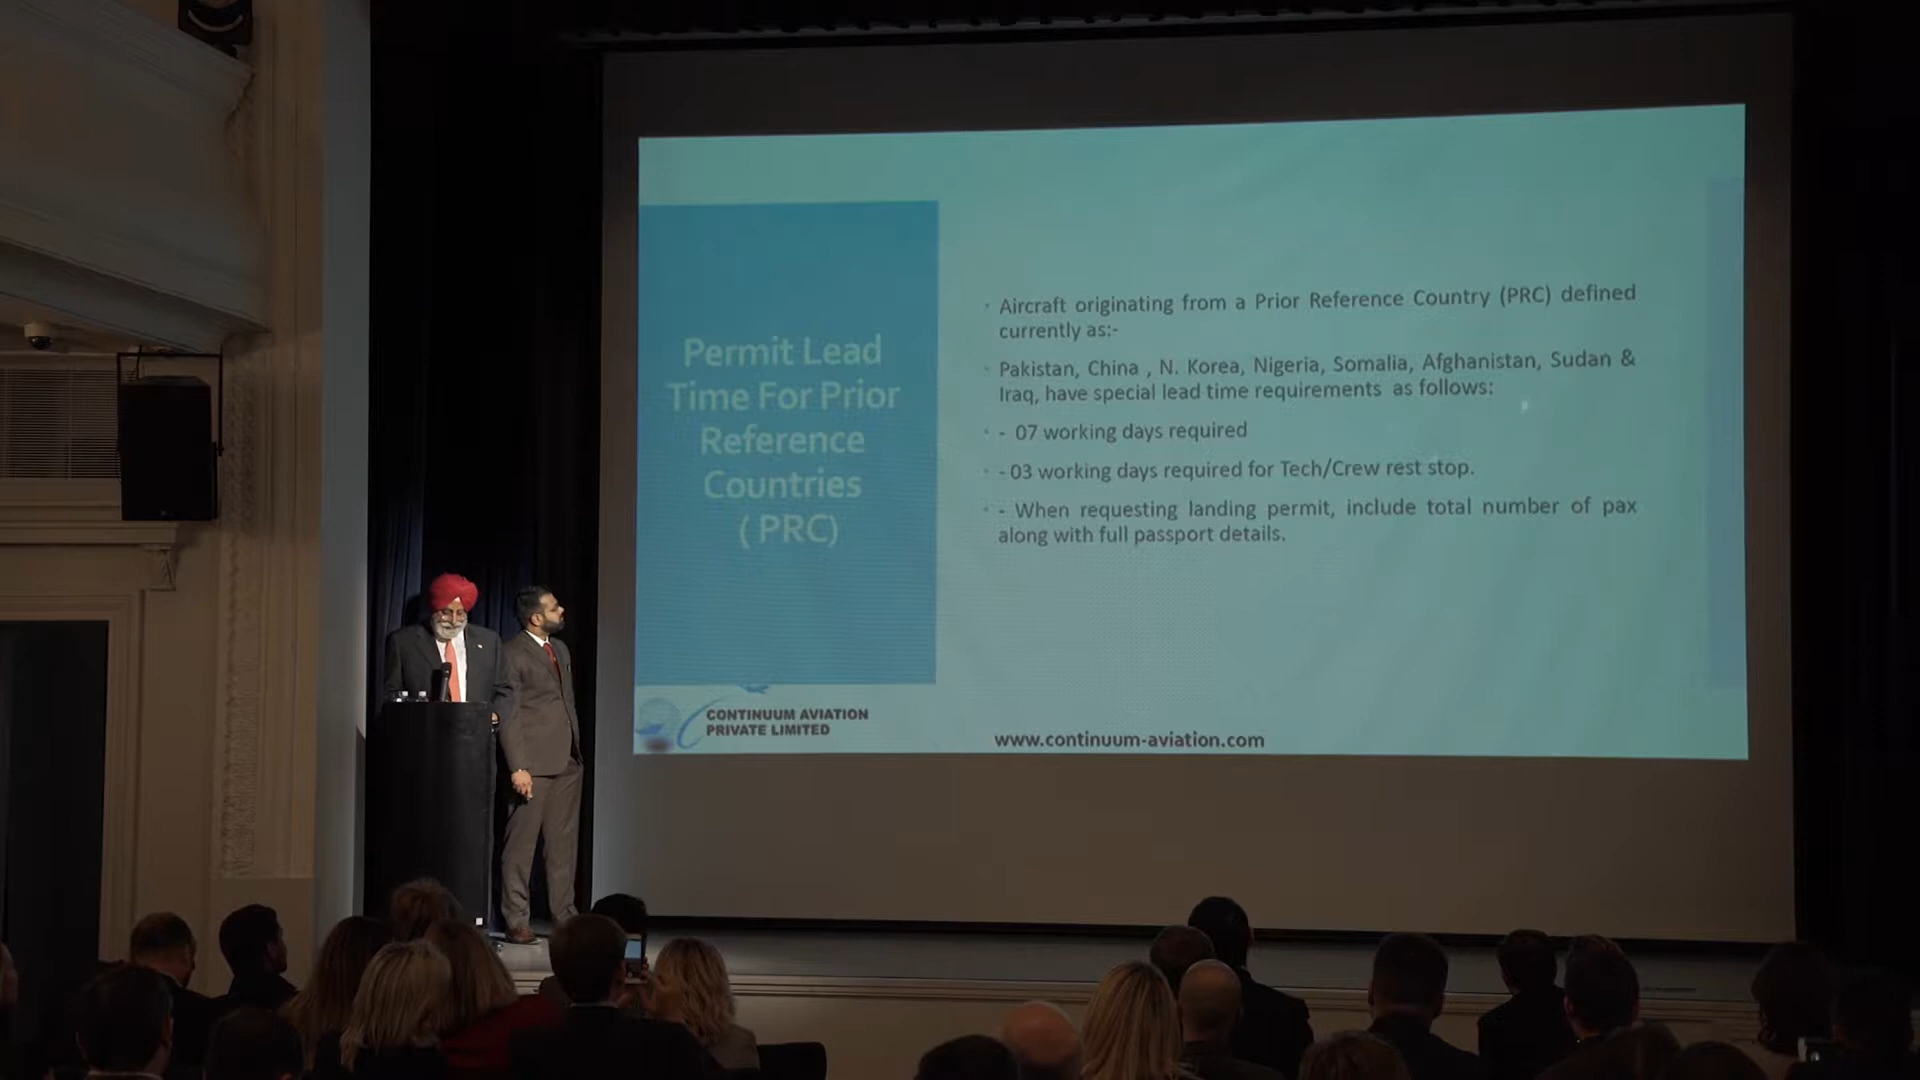 Permit Lead
Time For Prior
Reference
Countries
( PRC)
Aircraft originating from a Prior Reference Country (PRC) defined
currently as:-
Pakistan, China , N. Korea, Nigeria, Somalia, Afghanistan, Sudan &
Iraq, have special lead time requirements as follows:
- 07 working days required
- 03 working days required for Tech/Crew rest stop.
- When requesting landing permit, include total number of pax
along with full passport details.
CONTINUUM AVIATION
PRIVATE LIMITED
www.continuum-aviation.com